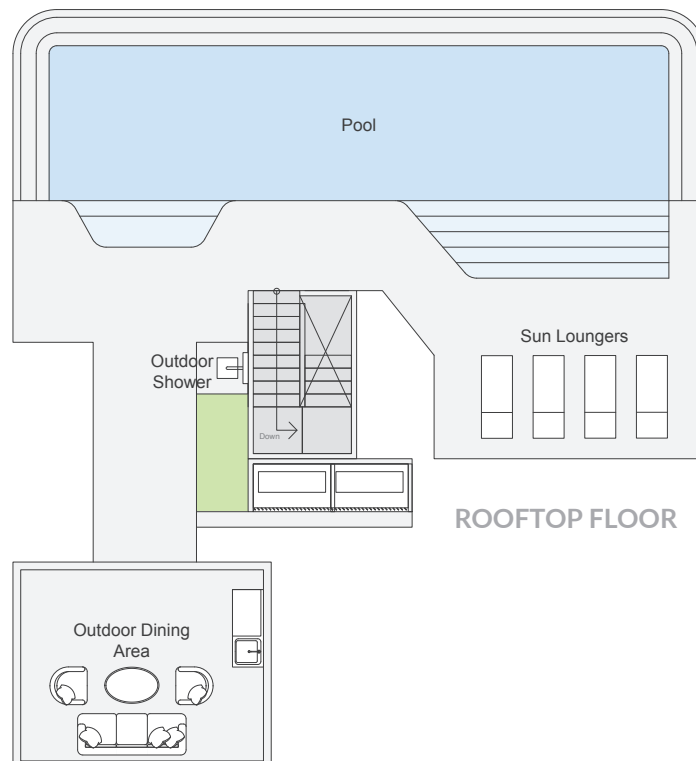 Pool
Sun Loungers
Outdoor
Shower
Down
ROOFTOP FLOOR
Outdoor Dining
Area